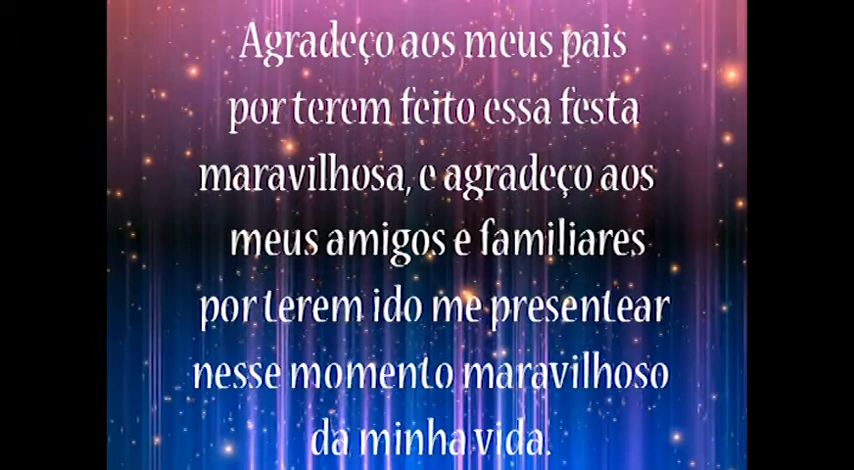 Agradeço aos meus pais
por terem feito essa festa
maravilhosa, e agradeço aos
meus amigos e familiares
por terem ido me presentear
nesse momento maravilhoso
da minha vida.